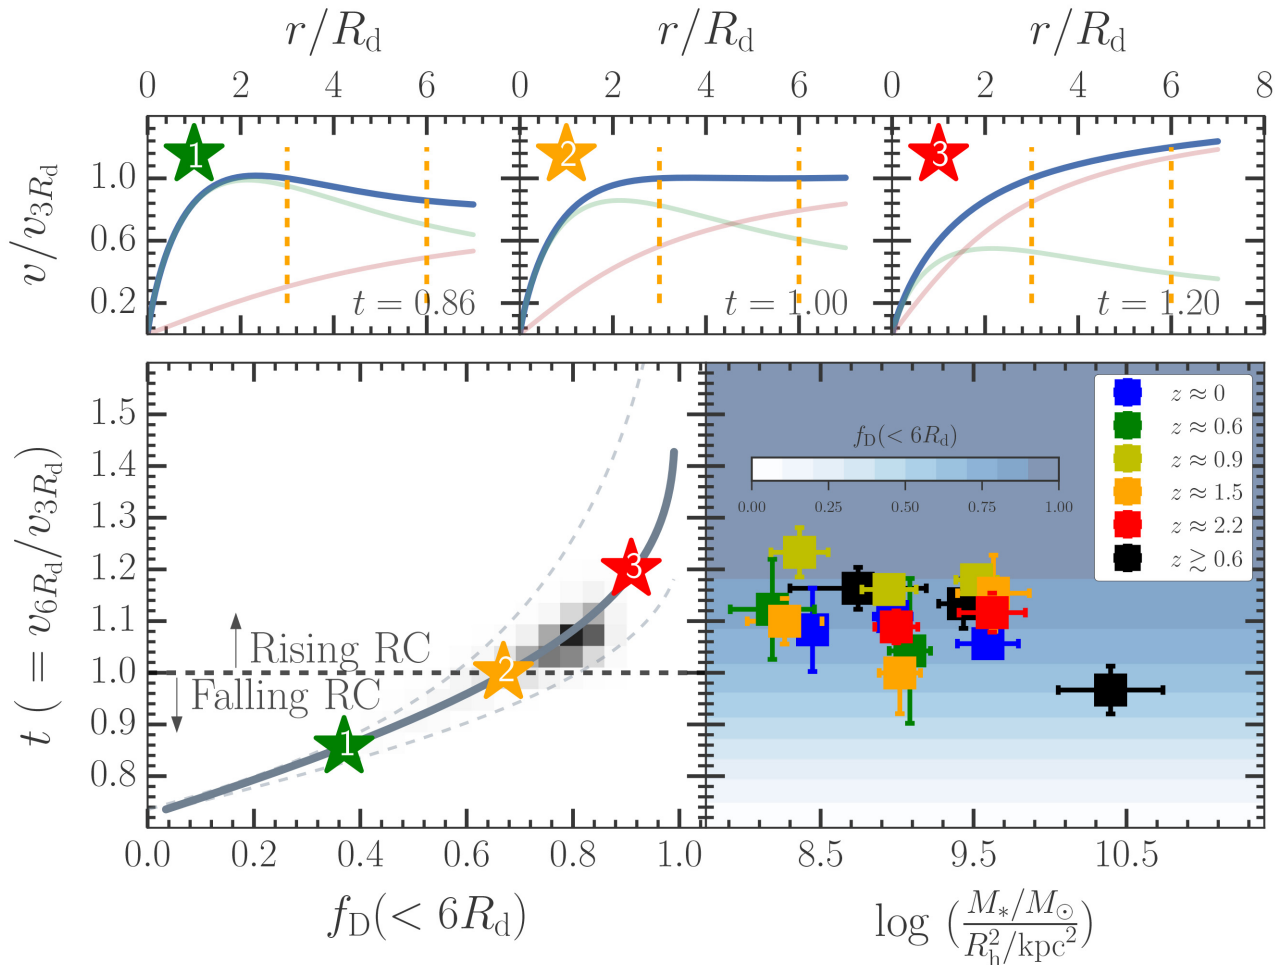 r/R_d r/R_d r/R_d
0 2 4 6 0 2 4 6 0 2 4 6 8
v/v_{3R_d}
1.0
0.6
0.2
1
2
3
t = 0.86
t = 1.00
t = 1.20
t ( = v_{6R_d}/v_{3R_d})
1.5
1.4
1.3
1.2
1.1
1.0
0.9
0.8
3
2
1
Rising RC
Falling RC
0.0 0.2 0.4 0.6 0.8 1.0
f_D(< 6R_d)
f_D(< 6R_d)
0.00 0.25 0.50 0.75 1.00
z ≈ 0
z ≈ 0.6
z ≈ 0.9
z ≈ 1.5
z ≈ 2.2
z ≳ 0.6
8.5 9.5 10.5
log (\frac{M_*/M_⊙}{R_h^2/kpc^2})